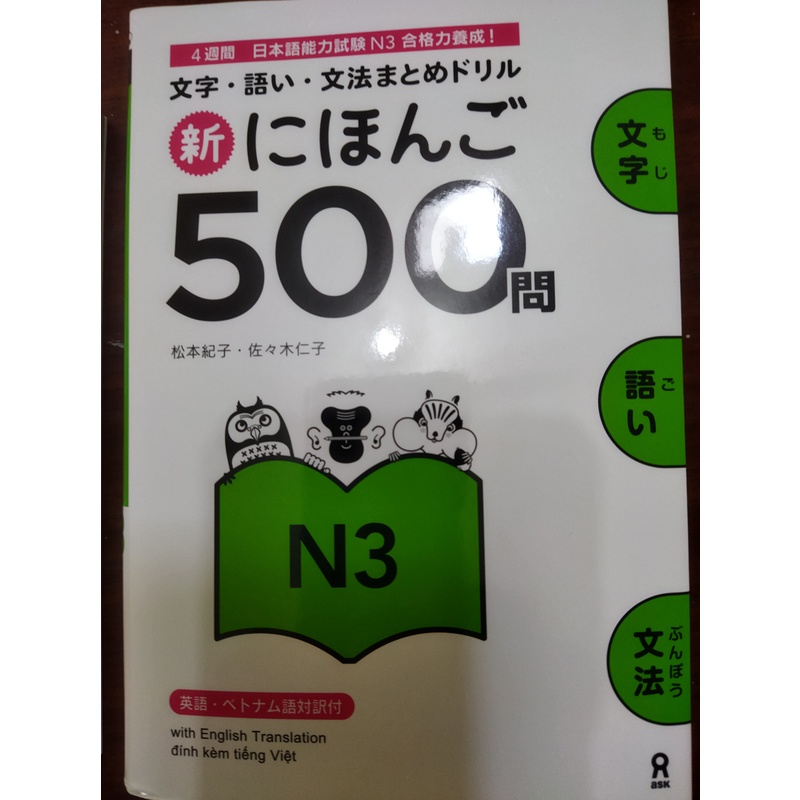 4週間 日本語能力試験N3合格力養成!
文字・語い・文法まとめドリル
新にほんご
500問
松本紀子・佐々木仁子
N3
英語・ベトナム語対訳付
with English Translation
đính kèm tiếng Việt
文字
もじ
語い
ご
文法
ぶんぽう
ask